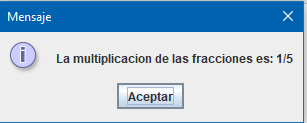 Mensaje
La multiplicacion de las fracciones es: 1/5
Aceptar